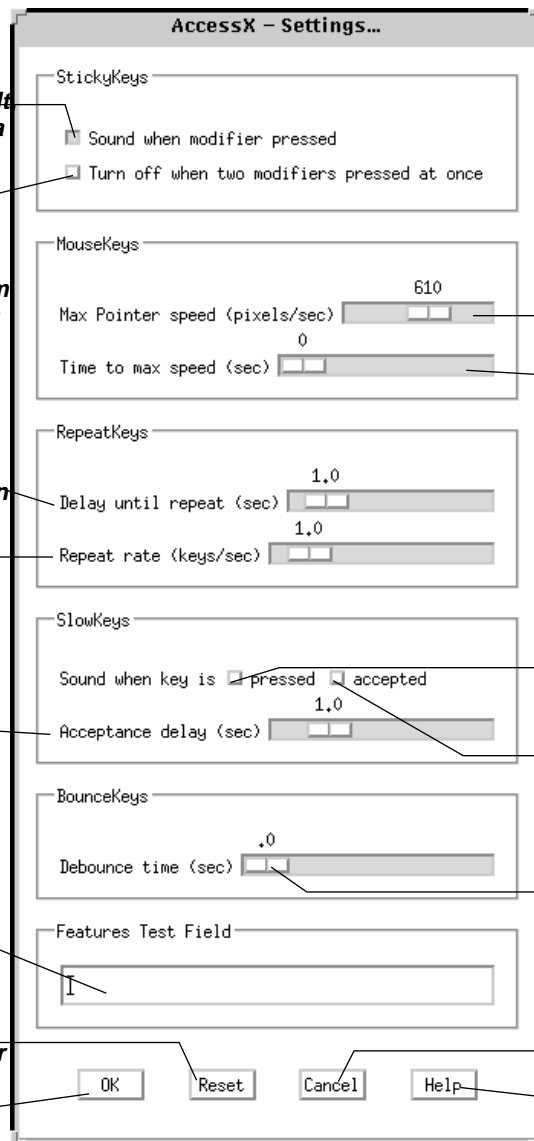 AccessX – Settings...
StickyKeys
Sound when modifier pressed
Turn off when two modifiers pressed at once
MouseKeys
610
Max Pointer speed (pixels/sec)
0
Time to max speed (sec)
RepeatKeys
1.0
Delay until repeat (sec)
1.0
Repeat rate (keys/sec)
SlowKeys
Sound when key is pressed accepted
1.0
Acceptance delay (sec)
BounceKeys
.0
Debounce time (sec)
Features Test Field
OK Reset Cancel Help